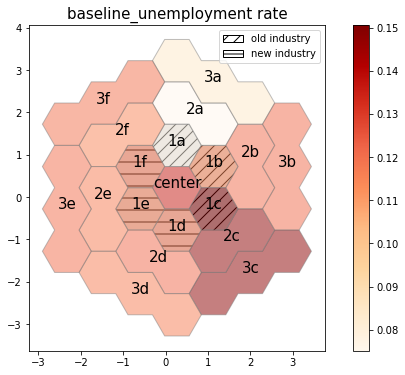 baseline_unemployment rate
old industry
new industry
3a
3f
2a
2f
1a
2b
1f
1b
3b
center
2e
3e
1e
1c
1d
2c
2d
3c
3d
4
3
2
1
0
−1
−2
−3
−3
−2
−1
0
1
2
3
0.15
0.14
0.13
0.12
0.11
0.10
0.09
0.08